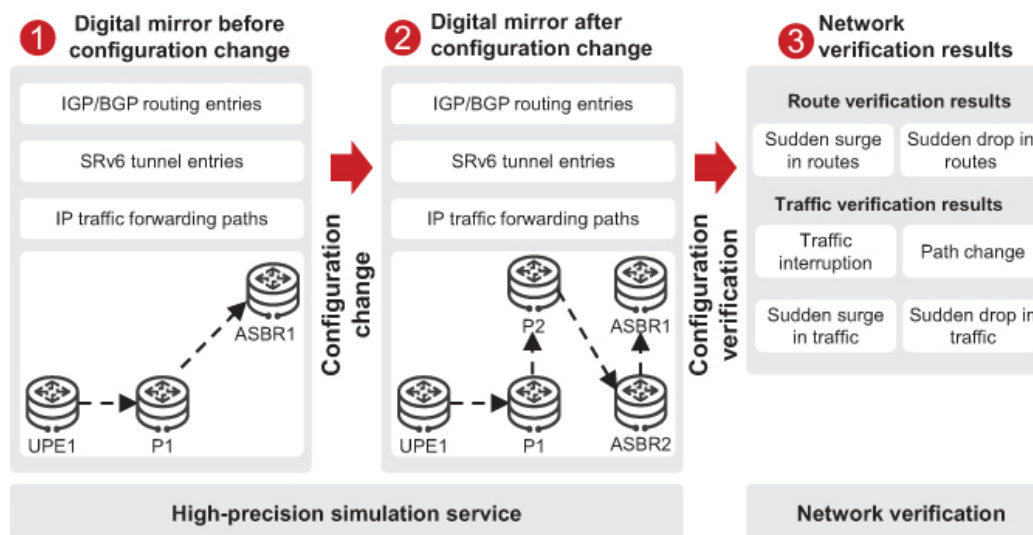 1
Digital mirror before
configuration change
IGP/BGP routing entries
SRv6 tunnel entries
IP traffic forwarding paths
ASBR1
UPE1
P1
Configuration
change
2
Digital mirror after
configuration change
IGP/BGP routing entries
SRv6 tunnel entries
IP traffic forwarding paths
P2
ASBR1
UPE1
P1
ASBR2
Configuration
verification
3
Network
verification results
Route verification results
Sudden surge
in routes
Sudden drop in
routes
Traffic verification results
Traffic
interruption
Path change
Sudden surge
in traffic
Sudden drop in
traffic
High-precision simulation service
Network verification